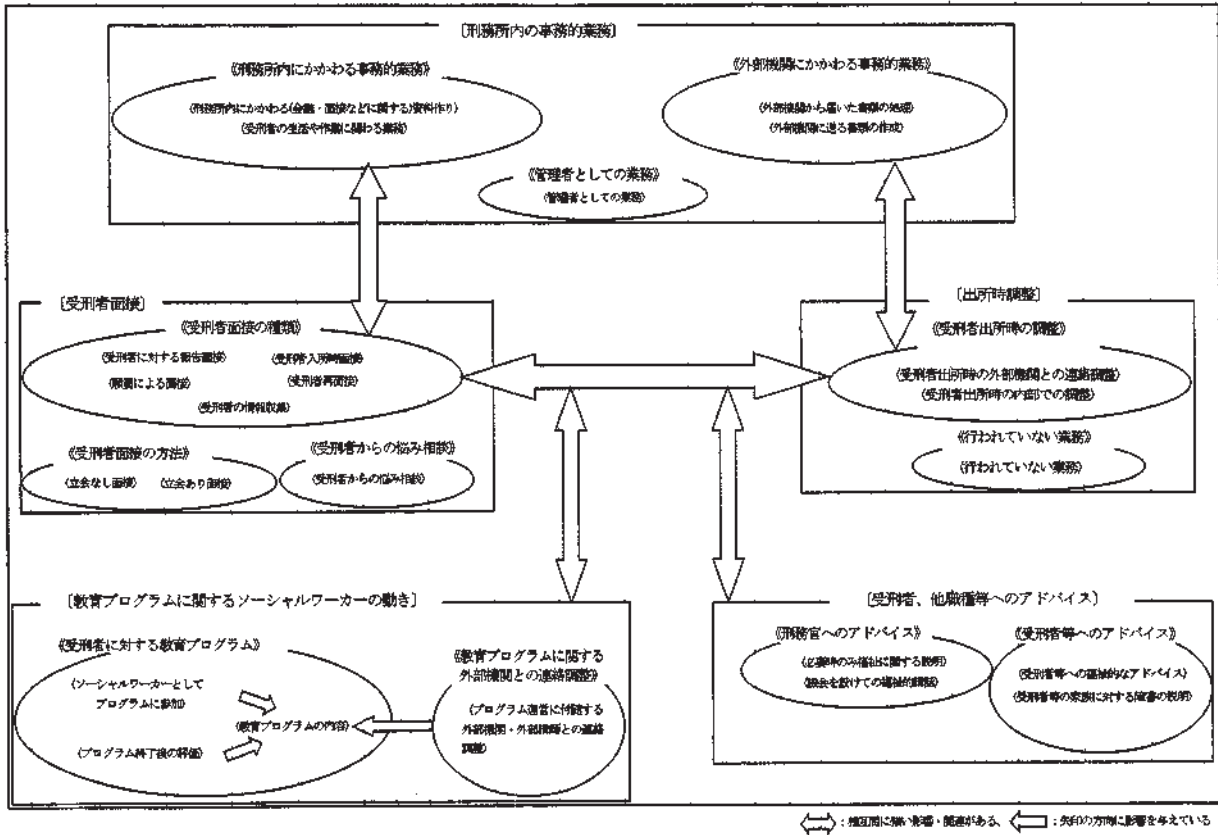 〔刑務所内の事務的業務〕
《刑務所内にかかわる事務的業務》
《外部機関にかかわる事務的業務》
〈刑務所内にかかわる(会議・面接などに関する)資料作り〉
〈受刑者の生活や作業に関わる業務〉
〈外部機関から届いた書類の処理〉
〈外部機関に送る書類の作成〉
《管理者としての業務》
〈管理者としての業務〉
〔受刑者面接〕
《受刑者面接の種類》
〈受刑者に対する報告面接〉
〈受刑者入所時面接〉
〈願箋による面接〉
〈受刑者再面接〉
〈受刑者の情報収集〉
《受刑者面接の方法》
〈立会なし面接〉
〈立会あり面接〉
《受刑者からの悩み相談》
〈受刑者からの悩み相談〉
〔出所時調整〕
《受刑者出所時の調整》
〈受刑者出所時の外部機関との連絡調整〉
〈受刑者出所時の内部での調整〉
《行われていない業務》
〈行われていない業務〉
〔教育プログラムに関するソーシャルワーカーの動き〕
《受刑者に対する教育プログラム》
〈ソーシャルワーカーとして
プログラムに参加〉
〈教育プログラムの内容〉
〈プログラム終了後の評価〉
《教育プログラムに関する
外部機関との連絡調整》
〈プログラム運営に付随する
外部機関・外部講師との連絡
調整〉
〔受刑者、他職種等へのアドバイス〕
《刑務官へのアドバイス》
〈必要時のみ福祉に関する説明〉
〈機会を設けての福祉的講義〉
《受刑者等へのアドバイス》
〈受刑者等への福祉的なアドバイス〉
〈受刑者等の家族に対する障害の説明〉
：相互間に強い影響・関連がある、
：矢印の方向に影響を与えている